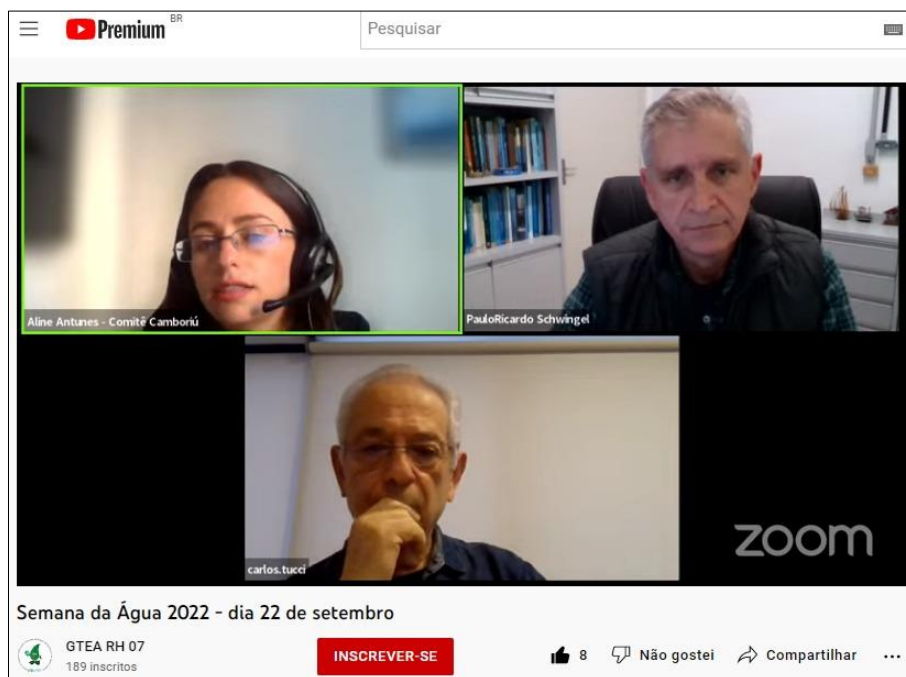 Premium BR
Pesquisar
Aline Antunes - Comitê Camboriú
PauloRicardo Schwingel
carlos.tucci
zoom
Semana da Água 2022 - dia 22 de setembro
GTEA RH 07
189 inscritos
INSCREVER-SE
8
Não gostei
Compartilhar